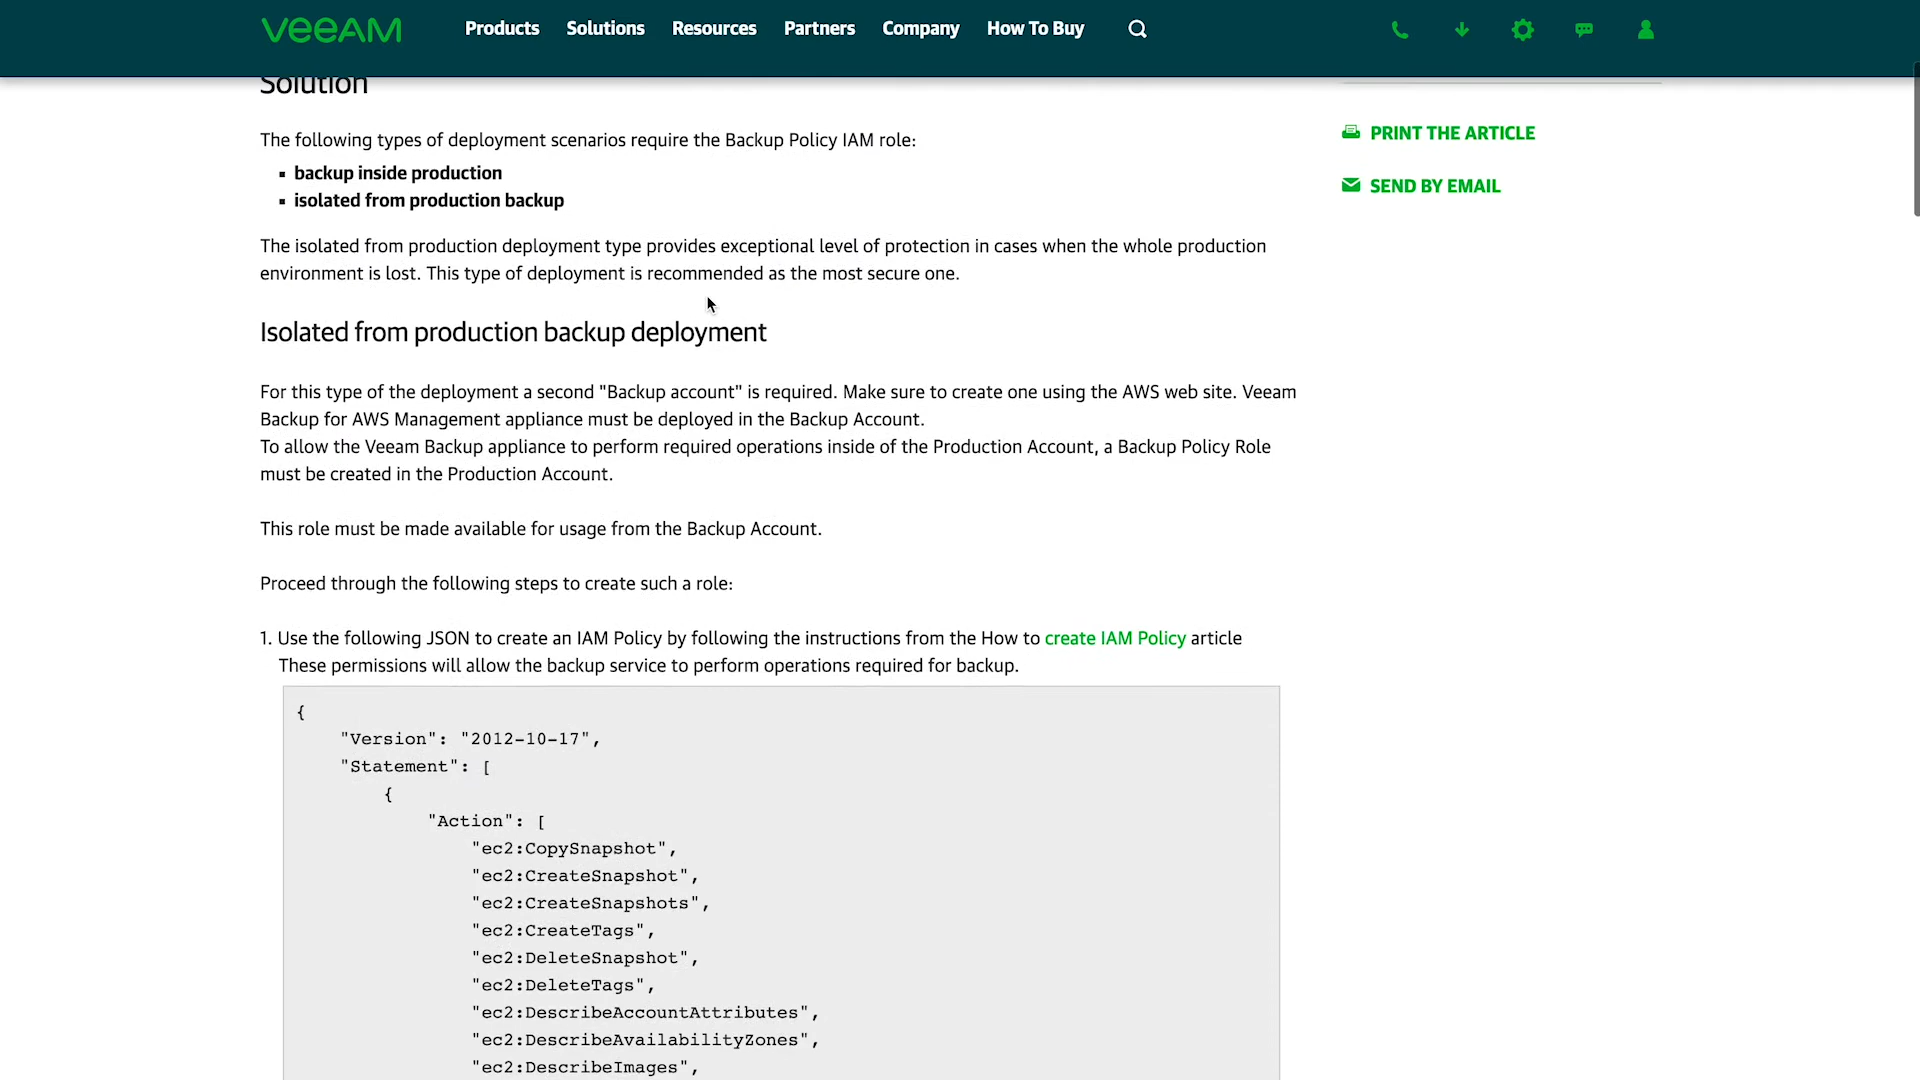 veeAM
Products Solutions Resources Partners Company How To Buy
Solution
The following types of deployment scenarios require the Backup Policy IAM role:
▪ backup inside production
▪ isolated from production backup
The isolated from production deployment type provides exceptional level of protection in cases when the whole production
environment is lost. This type of deployment is recommended as the most secure one.
PRINT THE ARTICLE
SEND BY EMAIL
Isolated from production backup deployment
For this type of the deployment a second "Backup account" is required. Make sure to create one using the AWS web site. Veeam
Backup for AWS Management appliance must be deployed in the Backup Account.
To allow the Veeam Backup appliance to perform required operations inside of the Production Account, a Backup Policy Role
must be created in the Production Account.
This role must be made available for usage from the Backup Account.
Proceed through the following steps to create such a role:
1. Use the following JSON to create an IAM Policy by following the instructions from the How to create IAM Policy article
These permissions will allow the backup service to perform operations required for backup.
{
"Version": "2012-10-17",
"Statement": [
{
"Action": [
"ec2:CopySnapshot",
"ec2:CreateSnapshot",
"ec2:CreateSnapshots",
"ec2:CreateTags",
"ec2:DeleteSnapshot",
"ec2:DeleteTags",
"ec2:DescribeAccountAttributes",
"ec2:DescribeAvailabilityZones",
"ec2:DescribeImages",